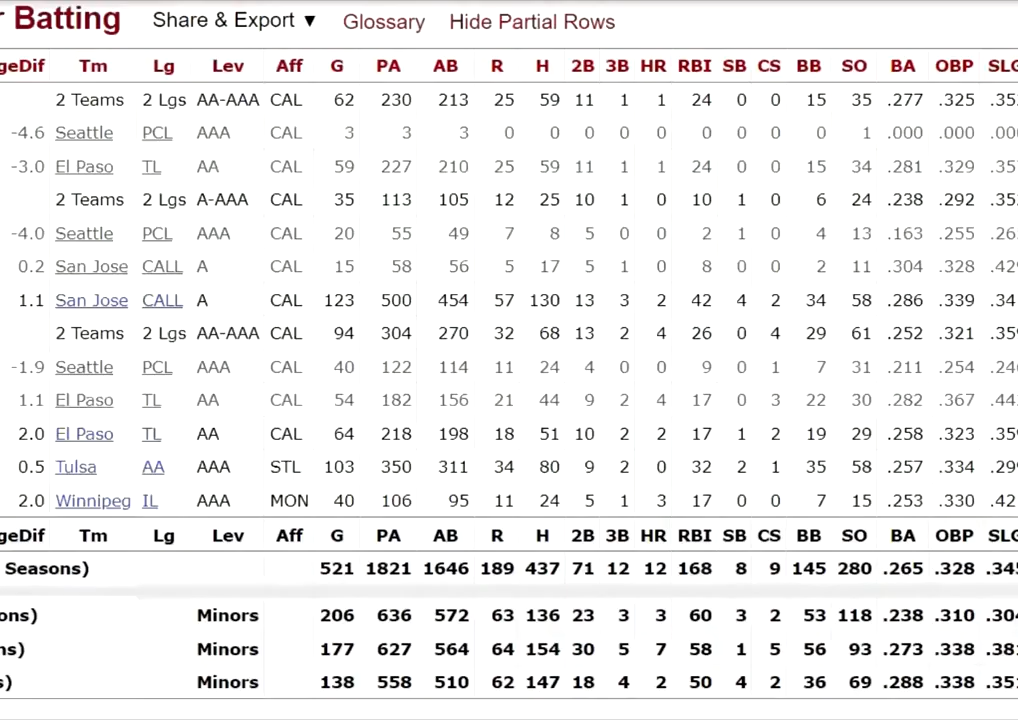 r Batting Share & Export ▼ Glossary Hide Partial Rows
geDif Tm Lg Lev Aff G PA AB R H 2B 3B HR RBI SB CS BB SO BA OBP SLG
2 Teams 2 Lgs AA-AAA CAL 62 230 213 25 59 11 1 1 24 0 0 15 35 .277 .325 .35
-4.6 Seattle PCL AAA CAL 3 3 3 0 0 0 0 0 0 0 0 0 1 .000 .000 .00
-3.0 El Paso TL AA CAL 59 227 210 25 59 11 1 1 24 0 0 15 34 .281 .329 .35
2 Teams 2 Lgs A-AAA CAL 35 113 105 12 25 10 1 0 10 1 0 6 24 .238 .292 .35
-4.0 Seattle PCL AAA CAL 20 55 49 7 8 5 0 0 2 1 0 4 13 .163 .255 .26
0.2 San Jose CALL A CAL 15 58 56 5 17 5 1 0 8 0 0 2 11 .304 .328 .42
1.1 San Jose CALL A CAL 123 500 454 57 130 13 3 2 42 4 2 34 58 .286 .339 .34
2 Teams 2 Lgs AA-AAA CAL 94 304 270 32 68 13 2 4 26 0 4 29 61 .252 .321 .35
-1.9 Seattle PCL AAA CAL 40 122 114 11 24 4 0 0 9 0 1 7 31 .211 .254 .24
1.1 El Paso TL AA CAL 54 182 156 21 44 9 2 4 17 0 3 22 30 .282 .367 .44
2.0 El Paso TL AA CAL 64 218 198 18 51 10 2 2 17 1 2 19 29 .258 .323 .35
0.5 Tulsa AA AAA STL 103 350 311 34 80 9 2 0 32 2 1 35 58 .257 .334 .29
2.0 Winnipeg IL AAA MON 40 106 95 11 24 5 1 3 17 0 0 7 15 .253 .330 .42
geDif Tm Lg Lev Aff G PA AB R H 2B 3B HR RBI SB CS BB SO BA OBP SLG
Seasons) 521 1821 1646 189 437 71 12 12 168 8 9 145 280 .265 .328 .345
ons) Minors 206 636 572 63 136 23 3 3 60 3 2 53 118 .238 .310 .304
ns) Minors 177 627 564 64 154 30 5 7 58 1 5 56 93 .273 .338 .38
s) Minors 138 558 510 62 147 18 4 2 50 4 2 36 69 .288 .338 .35